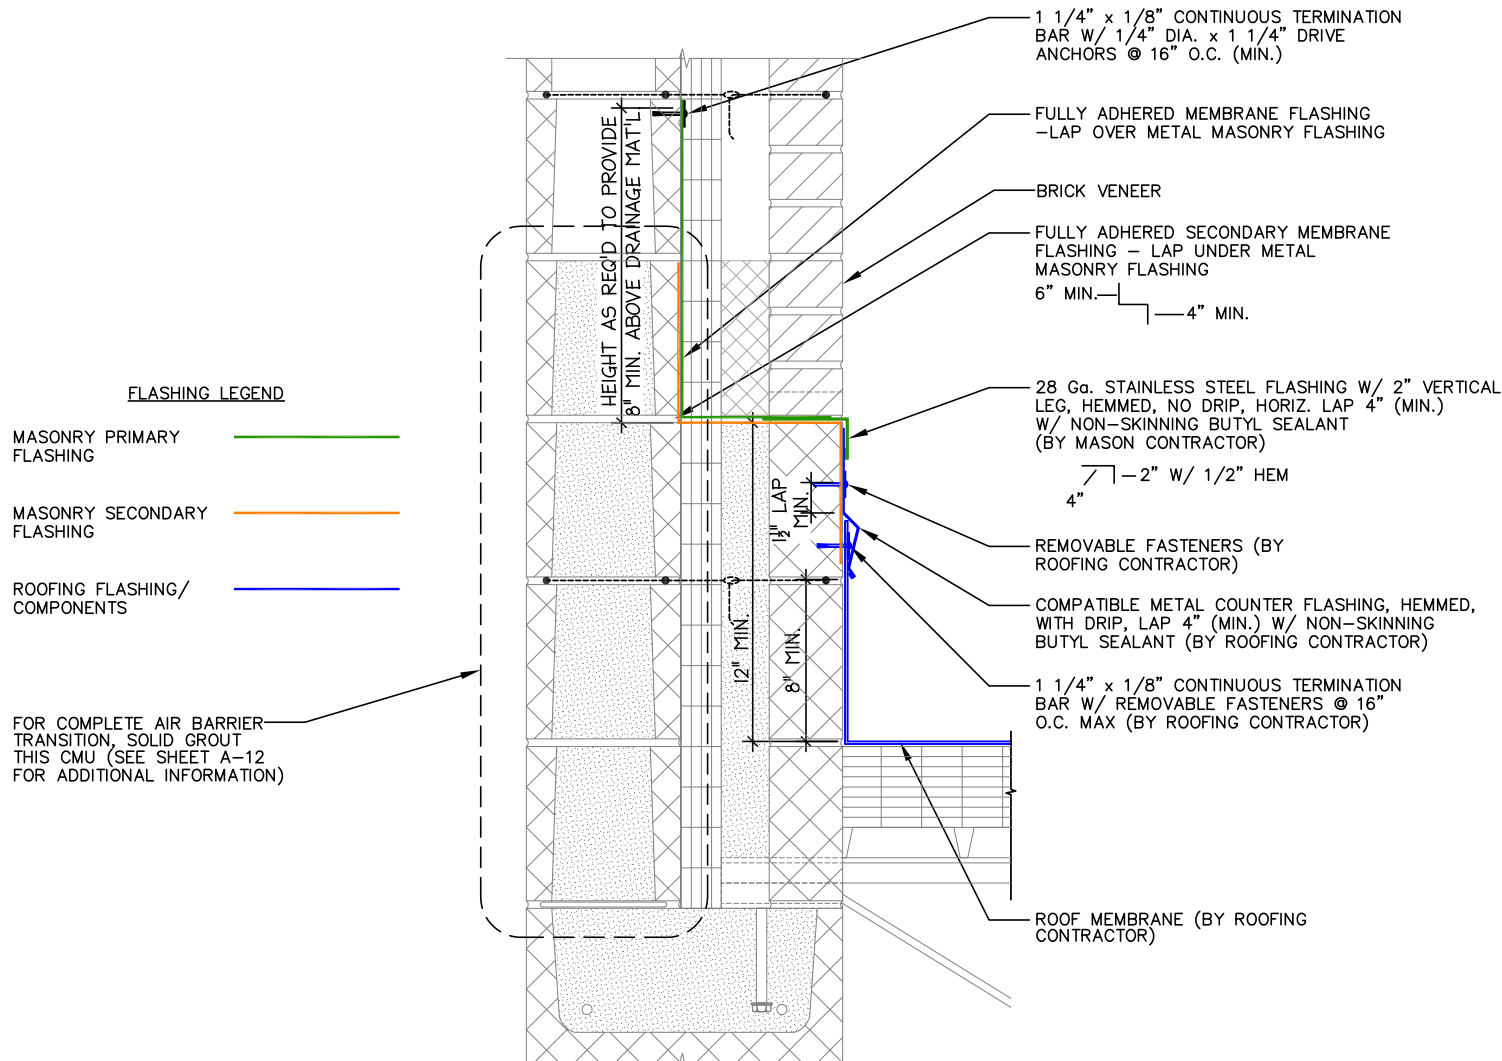 1 1/4" x 1/8" CONTINUOUS TERMINATION
BAR W/ 1/4" DIA. x 1 1/4" DRIVE
ANCHORS @ 16" O.C. (MIN.)
FULLY ADHERED MEMBRANE FLASHING
-LAP OVER METAL MASONRY FLASHING
BRICK VENEER
FULLY ADHERED SECONDARY MEMBRANE
FLASHING - LAP UNDER METAL
MASONRY FLASHING
6" MIN.
4" MIN.
28 Ga. STAINLESS STEEL FLASHING W/ 2" VERTICAL
LEG, HEMMED, NO DRIP, HORIZ. LAP 4" (MIN.)
W/ NON-SKINNING BUTYL SEALANT
(BY MASON CONTRACTOR)
2" W/ 1/2" HEM
4"
REMOVABLE FASTENERS (BY
ROOFING CONTRACTOR)
COMPATIBLE METAL COUNTER FLASHING, HEMMED,
WITH DRIP, LAP 4" (MIN.) W/ NON-SKINNING
BUTYL SEALANT (BY ROOFING CONTRACTOR)
1 1/4" x 1/8" CONTINUOUS TERMINATION
BAR W/ REMOVABLE FASTENERS @ 16"
O.C. MAX (BY ROOFING CONTRACTOR)
ROOF MEMBRANE (BY ROOFING
CONTRACTOR)
HEIGHT AS REQ'D TO PROVIDE
8" MIN. ABOVE DRAINAGE MAT'L.
1 1/2" LAP
MIN.
12" MIN.
8" MIN.
FLASHING LEGEND
MASONRY PRIMARY
FLASHING
MASONRY SECONDARY
FLASHING
ROOFING FLASHING/
COMPONENTS
FOR COMPLETE AIR BARRIER
TRANSITION, SOLID GROUT
THIS CMU (SEE SHEET A-12
FOR ADDITIONAL INFORMATION)